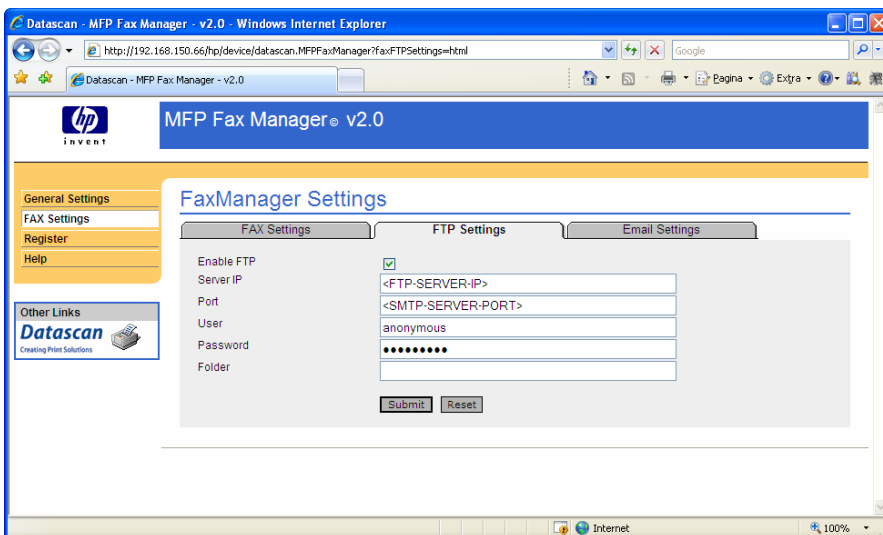 Datascan - MFP Fax Manager - v2.0 - Windows Internet Explorer
http://192.168.150.66/hp/device/datascan.MFPFaxManager?faxFTPSettings=html
Google
Datascan - MFP Fax Manager - v2.0
Pagina
Extra
hp
invent
MFP Fax Manager© v2.0
General Settings
FAX Settings
Register
Help
Other Links
Datascan
Creating Print Solutions
FaxManager Settings
FAX Settings
FTP Settings
Email Settings
Enable FTP
Server IP
<FTP-SERVER-IP>
Port
<SMTP-SERVER-PORT>
User
anonymous
Password
●●●●●●●●●
Folder
Submit
Reset
Internet
100%